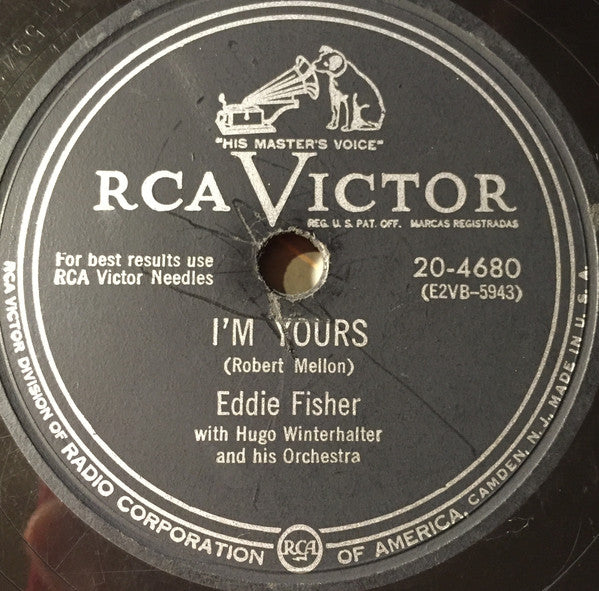 "HIS MASTER'S VOICE"
RCA VICTOR
REG. U. S. PAT. OFF. MARCAS REGISTRADAS
For best results use
RCA Victor Needles
20-4680
(E2VB-5943)
I'M YOURS
(Robert Mellon)
Eddie Fisher
with Hugo Winterhalter
and his Orchestra
RCA VICTOR DIVISION OF RADIO CORPORATION OF AMERICA, CAMDEN, N. J., MADE IN U. S. A.
RCA